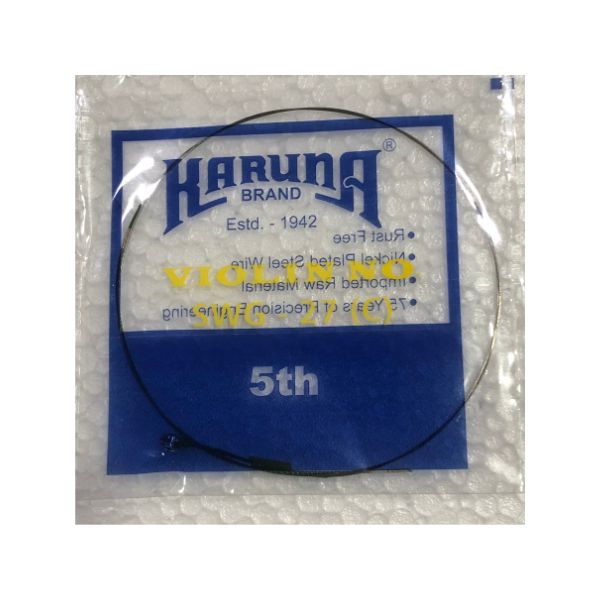 KARUNA ®
BRAND
Estd. - 1942
• Rust Free
• Nickel Plated Steel Wire
VIOLIN NO
• Imported Raw Material
SWG 27 (C)
• 75 Years of Precision Engineering
5th